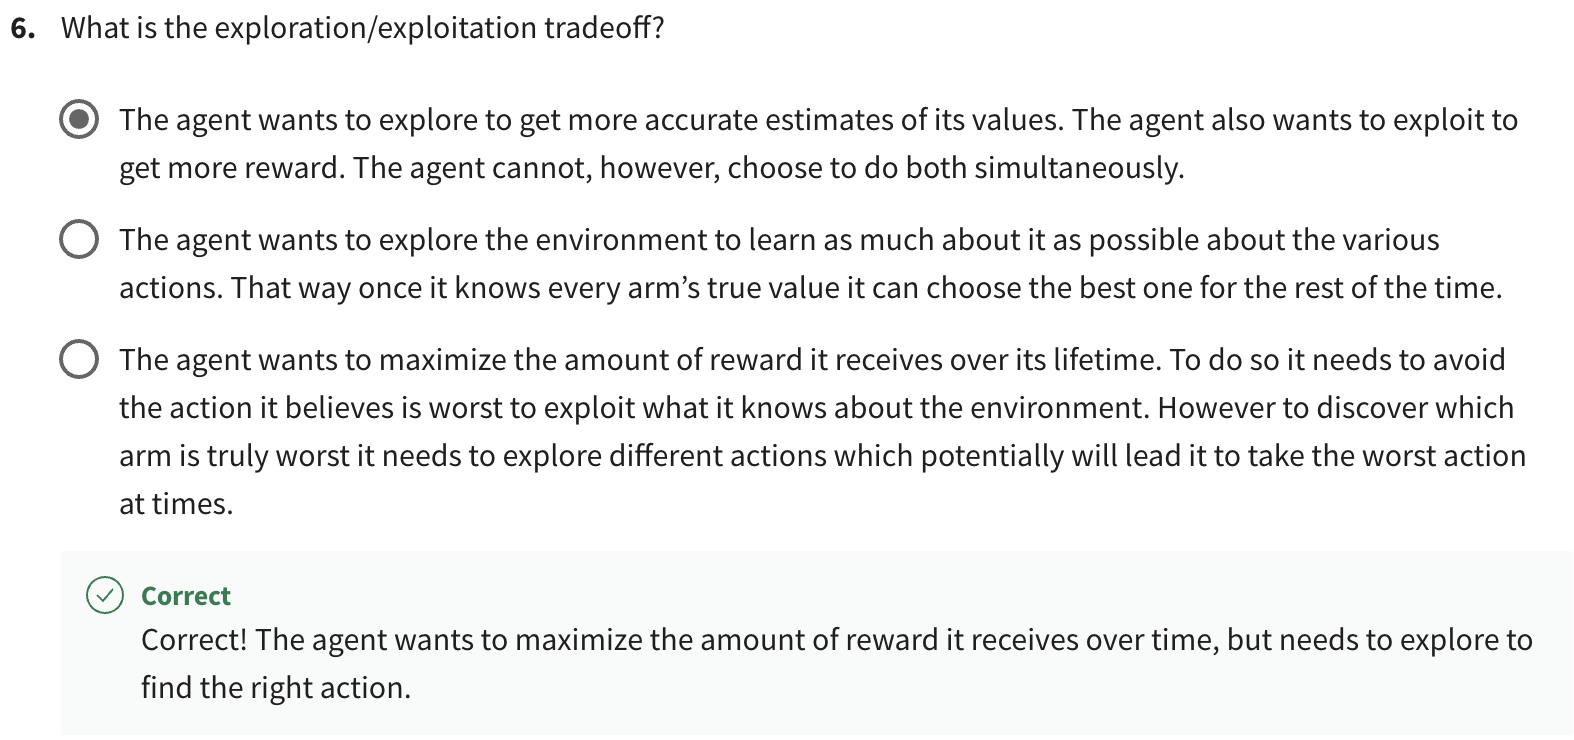 6. What is the exploration/exploitation tradeoff?
The agent wants to explore to get more accurate estimates of its values. The agent also wants to exploit to
get more reward. The agent cannot, however, choose to do both simultaneously.
The agent wants to explore the environment to learn as much about it as possible about the various
actions. That way once it knows every arm’s true value it can choose the best one for the rest of the time.
The agent wants to maximize the amount of reward it receives over its lifetime. To do so it needs to avoid
the action it believes is worst to exploit what it knows about the environment. However to discover which
arm is truly worst it needs to explore different actions which potentially will lead it to take the worst action
at times.
Correct
Correct! The agent wants to maximize the amount of reward it receives over time, but needs to explore to
find the right action.